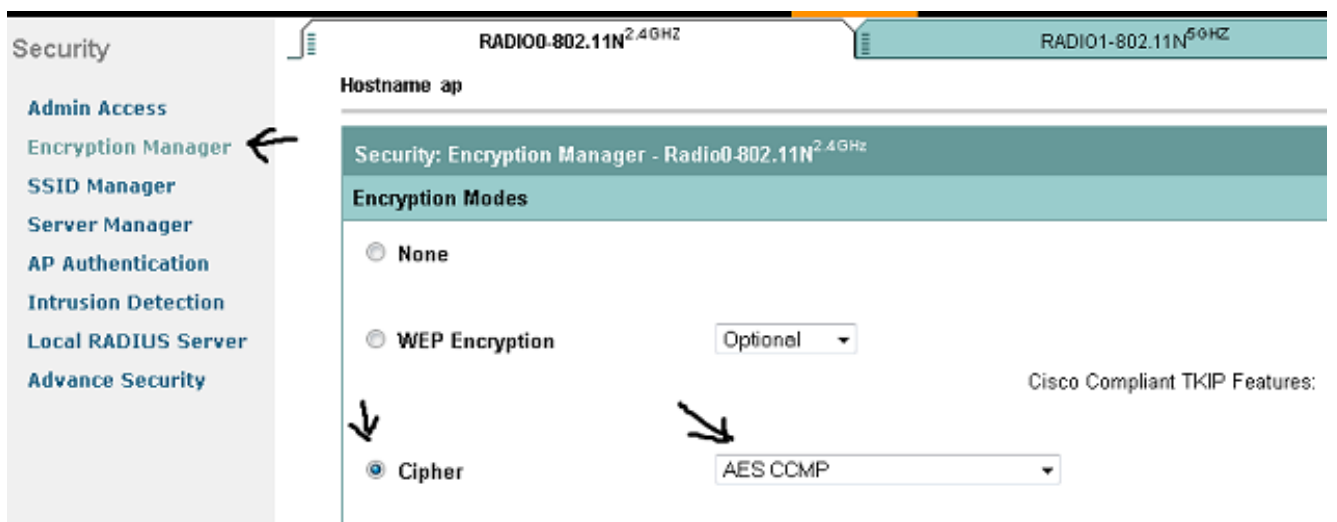 Security
Admin Access
Encryption Manager
SSID Manager
Server Manager
AP Authentication
Intrusion Detection
Local RADIUS Server
Advance Security
RADIO0-802.11N2.4GHZ
RADIO1-802.11N5GHZ
Hostname ap
Security: Encryption Manager - Radio0-802.11N2.4GHz
Encryption Modes
None
WEP Encryption Optional
Cisco Compliant TKIP Features:
Cipher AES CCMP